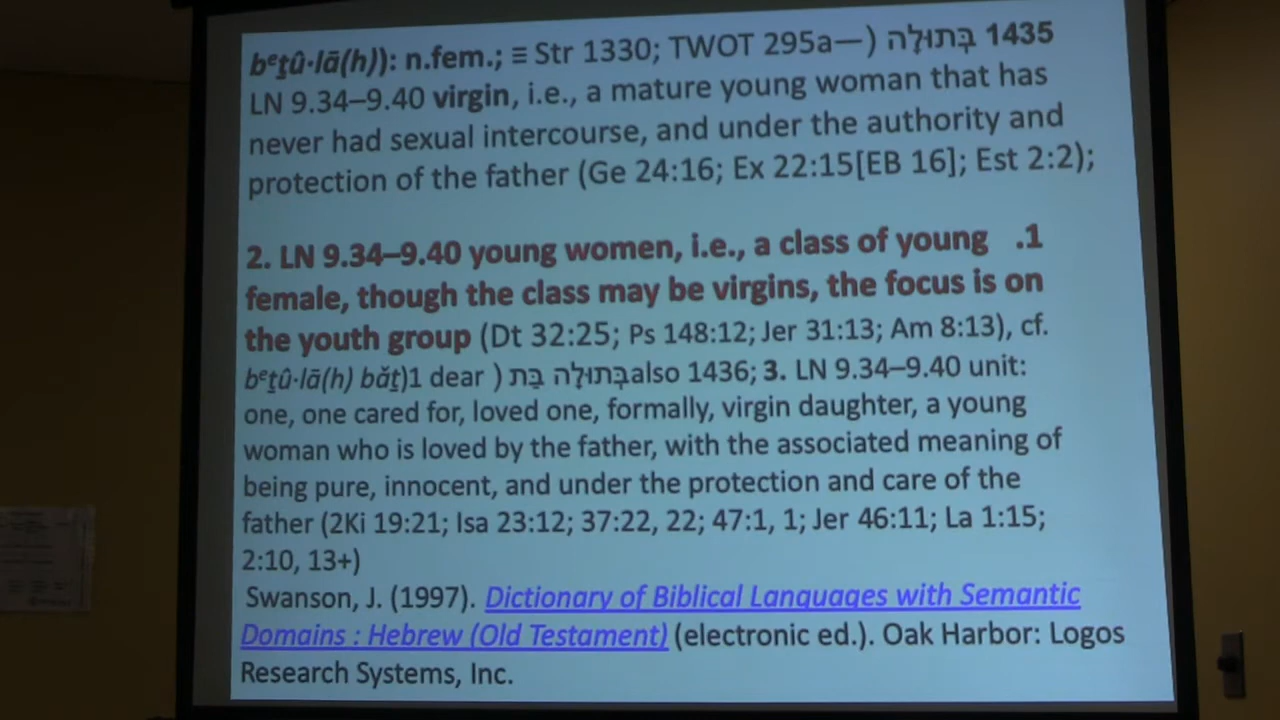 bᵉṯû·lā(h)): n.fem.; ≡ Str 1330; TWOT 295a—) בְּתוּלָה 1435
LN 9.34–9.40 virgin, i.e., a mature young woman that has
never had sexual intercourse, and under the authority and
protection of the father (Ge 24:16; Ex 22:15[EB 16]; Est 2:2);
2. LN 9.34–9.40 young women, i.e., a class of young .1
female, though the class may be virgins, the focus is on
the youth group (Dt 32:25; Ps 148:12; Jer 31:13; Am 8:13), cf.
bᵉṯû·lā(h) bǎṯ)1 dear ) בְּתוּלָה בַּת also 1436; 3. LN 9.34–9.40 unit:
one, one cared for, loved one, formally, virgin daughter, a young
woman who is loved by the father, with the associated meaning of
being pure, innocent, and under the protection and care of the
father (2Ki 19:21; Isa 23:12; 37:22, 22; 47:1, 1; Jer 46:11; La 1:15;
2:10, 13+)
Swanson, J. (1997). Dictionary of Biblical Languages with Semantic
Domains : Hebrew (Old Testament) (electronic ed.). Oak Harbor: Logos
Research Systems, Inc.